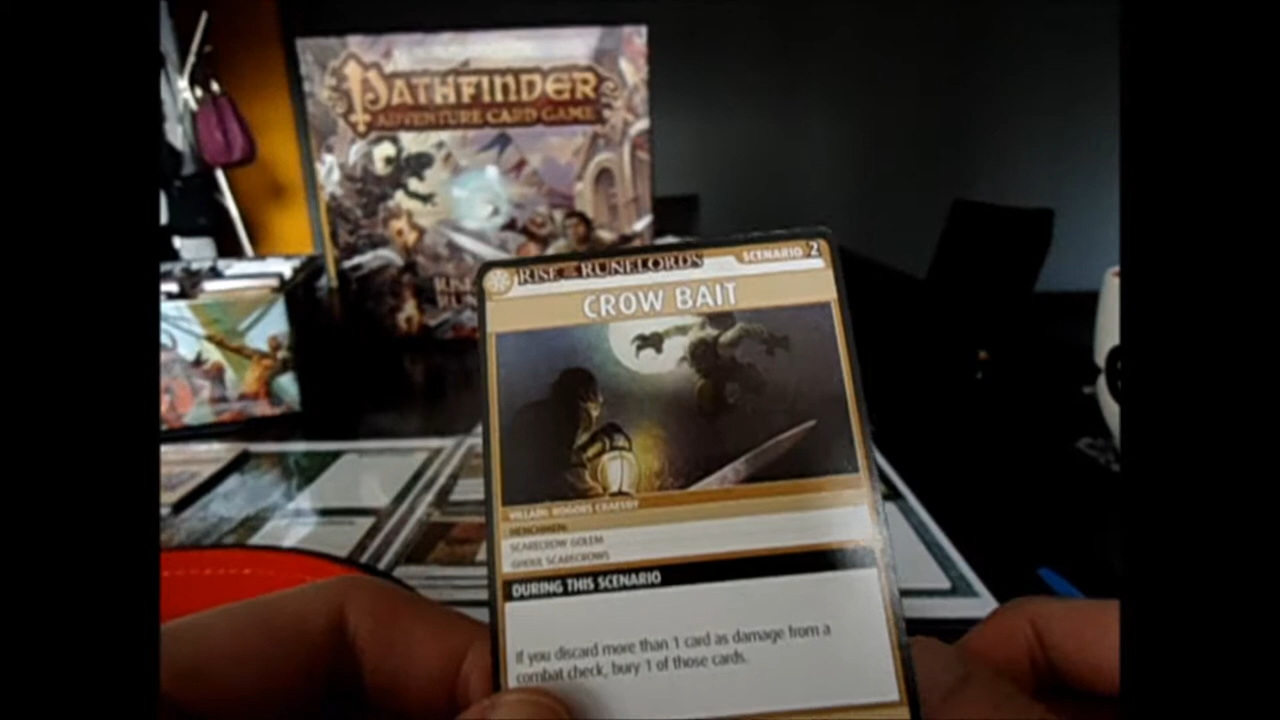 PATHFINDER
ADVENTURE CARD GAME
RISE OF THE RUNELORDS
SCENARIO 2
CROW BAIT
VILLAIN: ROGORS CRAESBY
HENCHMEN:
SCARECROW GOLEM
GHOUL SCARECROWS
DURING THIS SCENARIO
If you discard more than 1 card as damage from a
combat check, bury 1 of those cards.